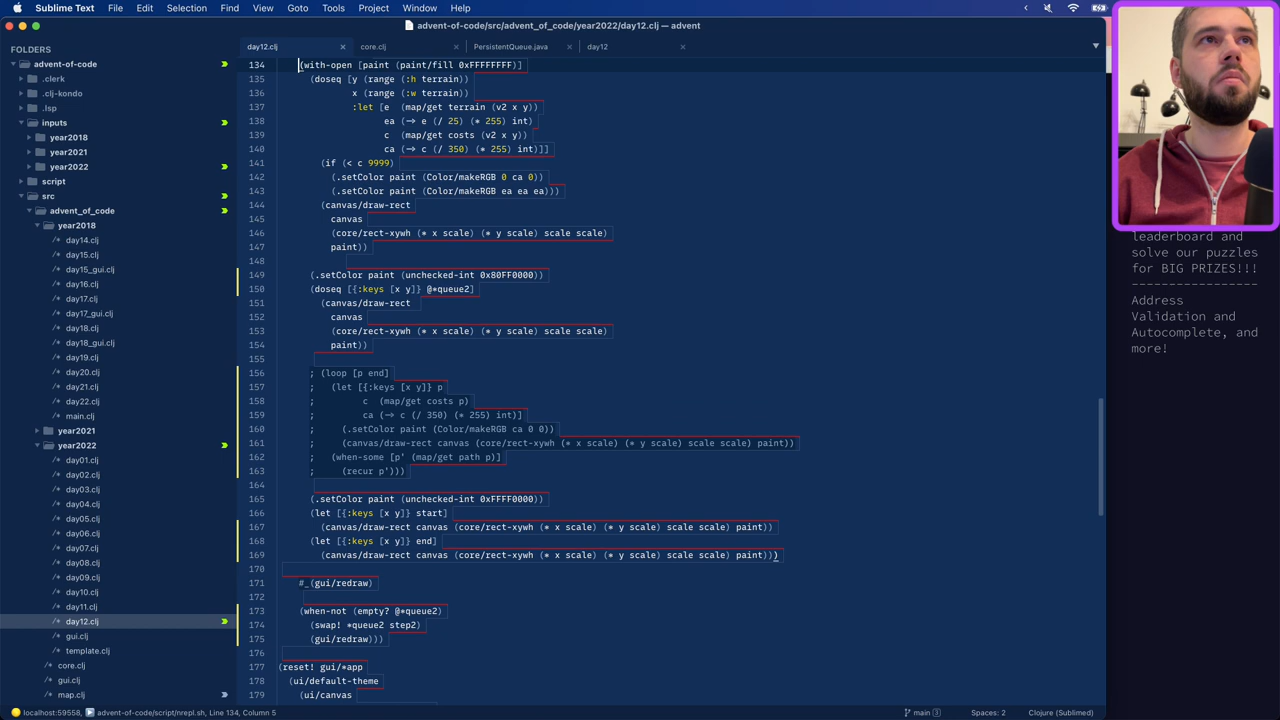 Sublime Text File Edit Selection Find View Goto Tools Project Window Help
advent-of-code/src/advent_of_code/year2022/day12.clj — advent
FOLDERS
advent-of-code
.clerk
.clj-kondo
.lsp
inputs
year2018
year2021
year2022
script
src
advent_of_code
year2018
/* day14.clj
/* day15.clj
/* day15_gui.clj
/* day16.clj
/* day17.clj
/* day17_gui.clj
/* day18.clj
/* day18_gui.clj
/* day19.clj
/* day20.clj
/* day21.clj
/* day22.clj
/* main.clj
year2021
year2022
/* day01.clj
/* day02.clj
/* day03.clj
/* day04.clj
/* day05.clj
/* day06.clj
/* day07.clj
/* day08.clj
/* day09.clj
/* day10.clj
/* day11.clj
/* day12.clj
/* gui.clj
/* template.clj
/* core.clj
/* gui.clj
/* map.clj
day12.clj × core.clj × PersistentQueue.java × day12 ×
134 (with-open [paint (paint/fill 0xFFFFFFFF)]
135 (doseq [y (range (:h terrain))
136 x (range (:w terrain))
137 :let [e (map/get terrain (v2 x y))
138 ea (-> e (/ 25) (* 255) int)
139 c (map/get costs (v2 x y))
140 ca (-> c (/ 350) (* 255) int)]]
141 (if (< c 9999)
142 (.setColor paint (Color/makeRGB 0 ca 0))
143 (.setColor paint (Color/makeRGB ea ea ea)))
144 (canvas/draw-rect
145 canvas
146 (core/rect-xywh (* x scale) (* y scale) scale scale)
147 paint))
148
149 (.setColor paint (unchecked-int 0x80FF0000))
150 (doseq [{:keys [x y]} @*queue2]
151 (canvas/draw-rect
152 canvas
153 (core/rect-xywh (* x scale) (* y scale) scale scale)
154 paint))
155
156 ; (loop [p end]
157 ; (let [{:keys [x y]} p
158 ; c (map/get costs p)
159 ; ca (-> c (/ 350) (* 255) int)]
160 ; (.setColor paint (Color/makeRGB ca 0 0))
161 ; (canvas/draw-rect canvas (core/rect-xywh (* x scale) (* y scale) scale scale) paint))
162 ; (when-some [p' (map/get path p)]
163 ; (recur p')))
164
165 (.setColor paint (unchecked-int 0xFFFF0000))
166 (let [{:keys [x y]} start]
167 (canvas/draw-rect canvas (core/rect-xywh (* x scale) (* y scale) scale scale) paint))
168 (let [{:keys [x y]} end]
169 (canvas/draw-rect canvas (core/rect-xywh (* x scale) (* y scale) scale scale) paint)))
170
171 #_(gui/redraw)
172
173 (when-not (empty? @*queue2)
174 (swap! *queue2 step2)
175 (gui/redraw)))
176
177 (reset! gui/*app
178 (ui/default-theme
179 (ui/canvas
leaderboard and
solve our puzzles
for BIG PRIZES!!!
-----------------
Address
Validation and
Autocomplete, and
more!
localhost:59558, advent-of-code/script/nrepl.sh, Line 134, Column 5
main 3
Spaces: 2
Clojure (Sublimed)